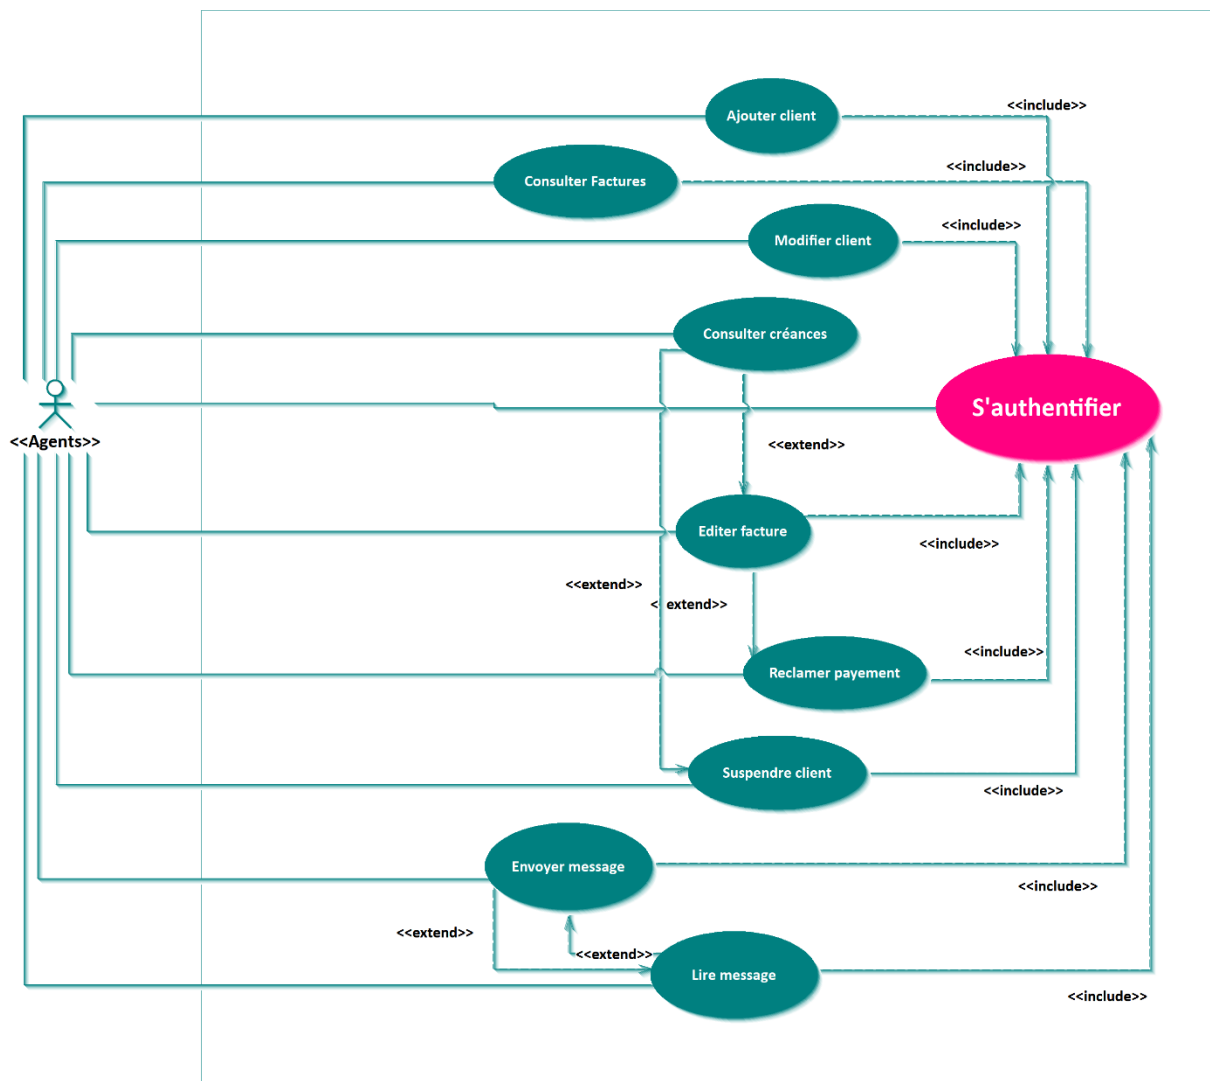 Ajouter client
<<include>>
Consulter Factures
<<include>>
Modifier client
<<include>>
Consulter créances
S'authentifier
<<Agents>>
<<extend>>
Editer facture
<<include>>
<<extend>>
<<extend>>
Reclamer payement
<<include>>
Suspendre client
<<include>>
Envoyer message
<<include>>
<<extend>>
<<extend>>
Lire message
<<include>>